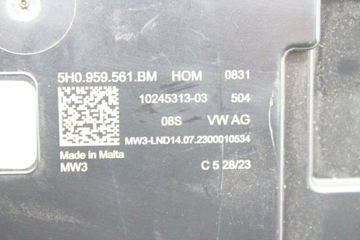 5H0.959.561.BM HOM 0831
10245313-03 504
08S VW AG
MW3-LND14.07.2300010534
Made in Malta
MW3 C 5 28/23